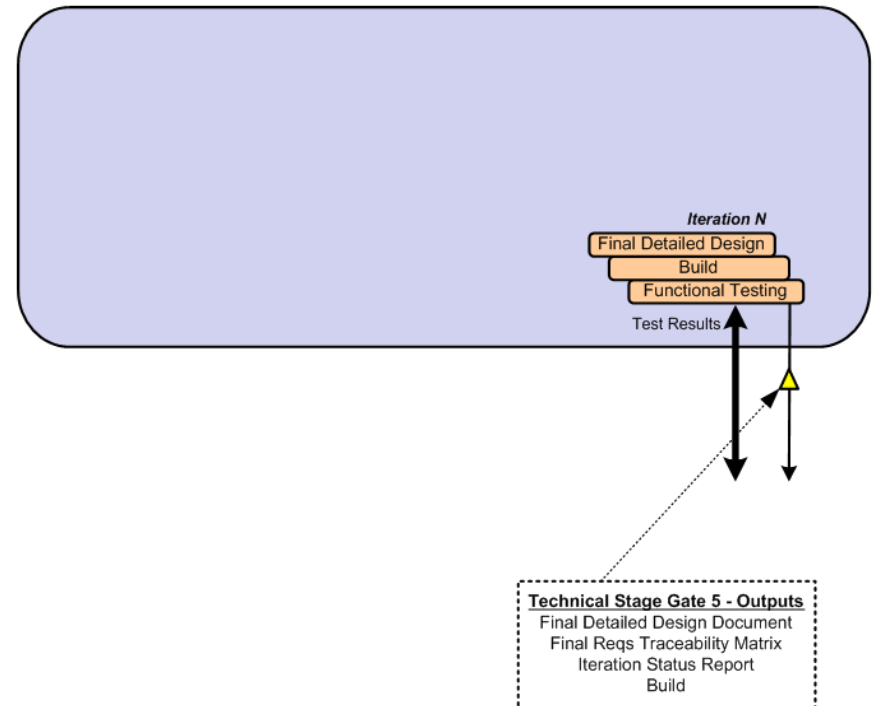 Iteration N
Final Detailed Design
Build
Functional Testing
Test Results
Technical Stage Gate 5 - Outputs
Final Detailed Design Document
Final Reqs Traceability Matrix
Iteration Status Report
Build